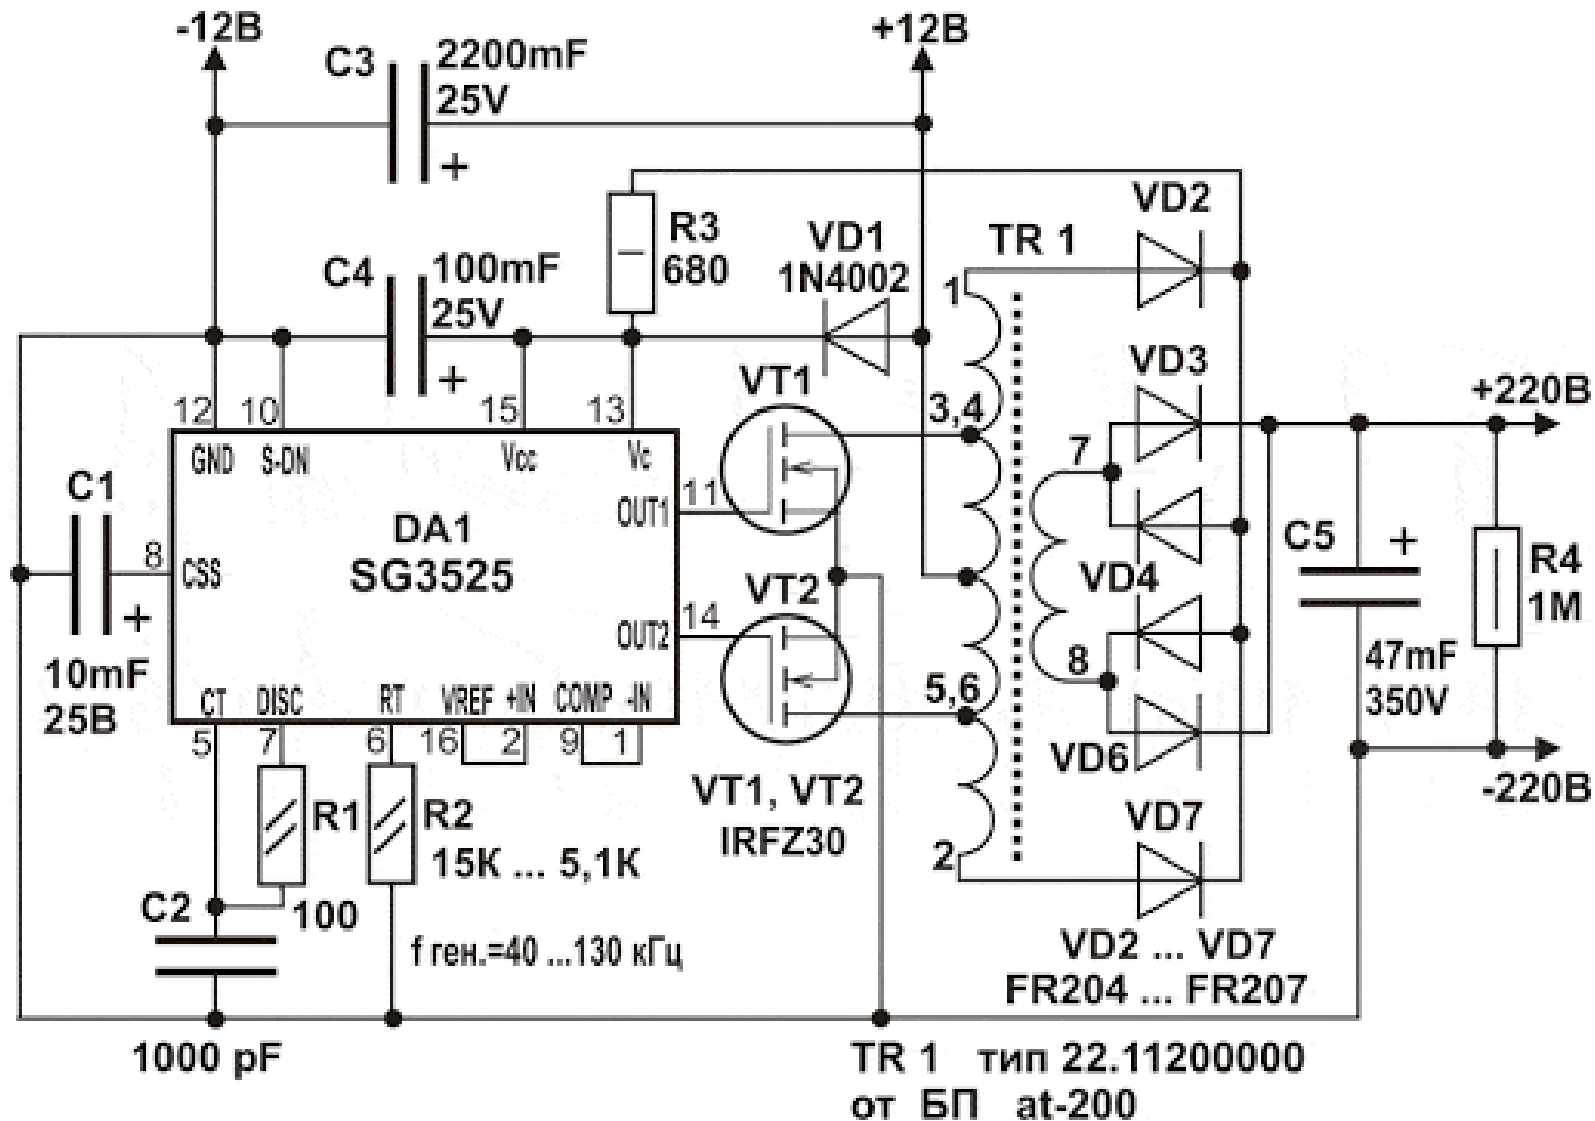 -12В
+12В
C3
2200mF
25V
+
VD2
R3
680
VD1
1N4002
TR 1
C4
100mF
25V
+
1
VT1
VD3
+220В
12
10
15
13
3,4
GND
S-DN
Vcc
Vc
7
C1
11
OUT1
DA1
SG3525
8
CSS
C5
+
R4
1M
VD4
VT2
+
14
OUT2
10mF
25В
8
47mF
350V
5,6
CT
DISC
RT
VREF
+IN
COMP
-IN
5
7
6
16
2
9
1
VD6
-220В
VT1, VT2
IRFZ30
R1
R2
15К ... 5,1К
VD7
2
C2
100
f ген.=40 ...130 кГц
VD2 ... VD7
FR204 ... FR207
1000 pF
TR 1 тип 22.11200000
от БП at-200